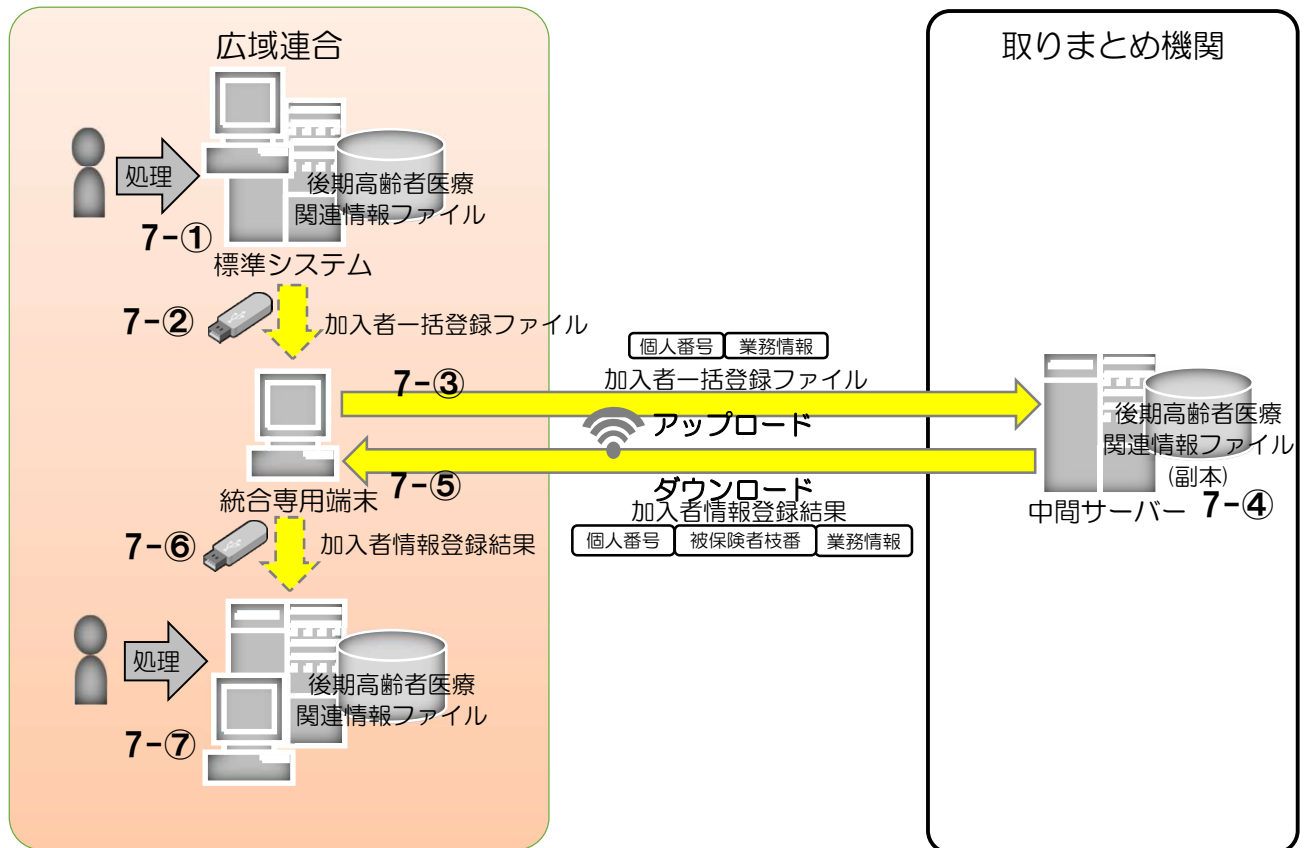 広域連合
処理
後期高齢者医療
関連情報ファイル
7-①
標準システム
7-②
加入者一括登録ファイル
統合専用端末
7-⑥
加入者情報登録結果
処理
後期高齢者医療
関連情報ファイル
7-⑦
個人番号 業務情報
7-③
加入者一括登録ファイル
アップロード
7-⑤
ダウンロード
加入者情報登録結果
個人番号 被保険者枝番 業務情報
取りまとめ機関
後期高齢者医療
関連情報ファイル
(副本)
中間サーバー 7-④